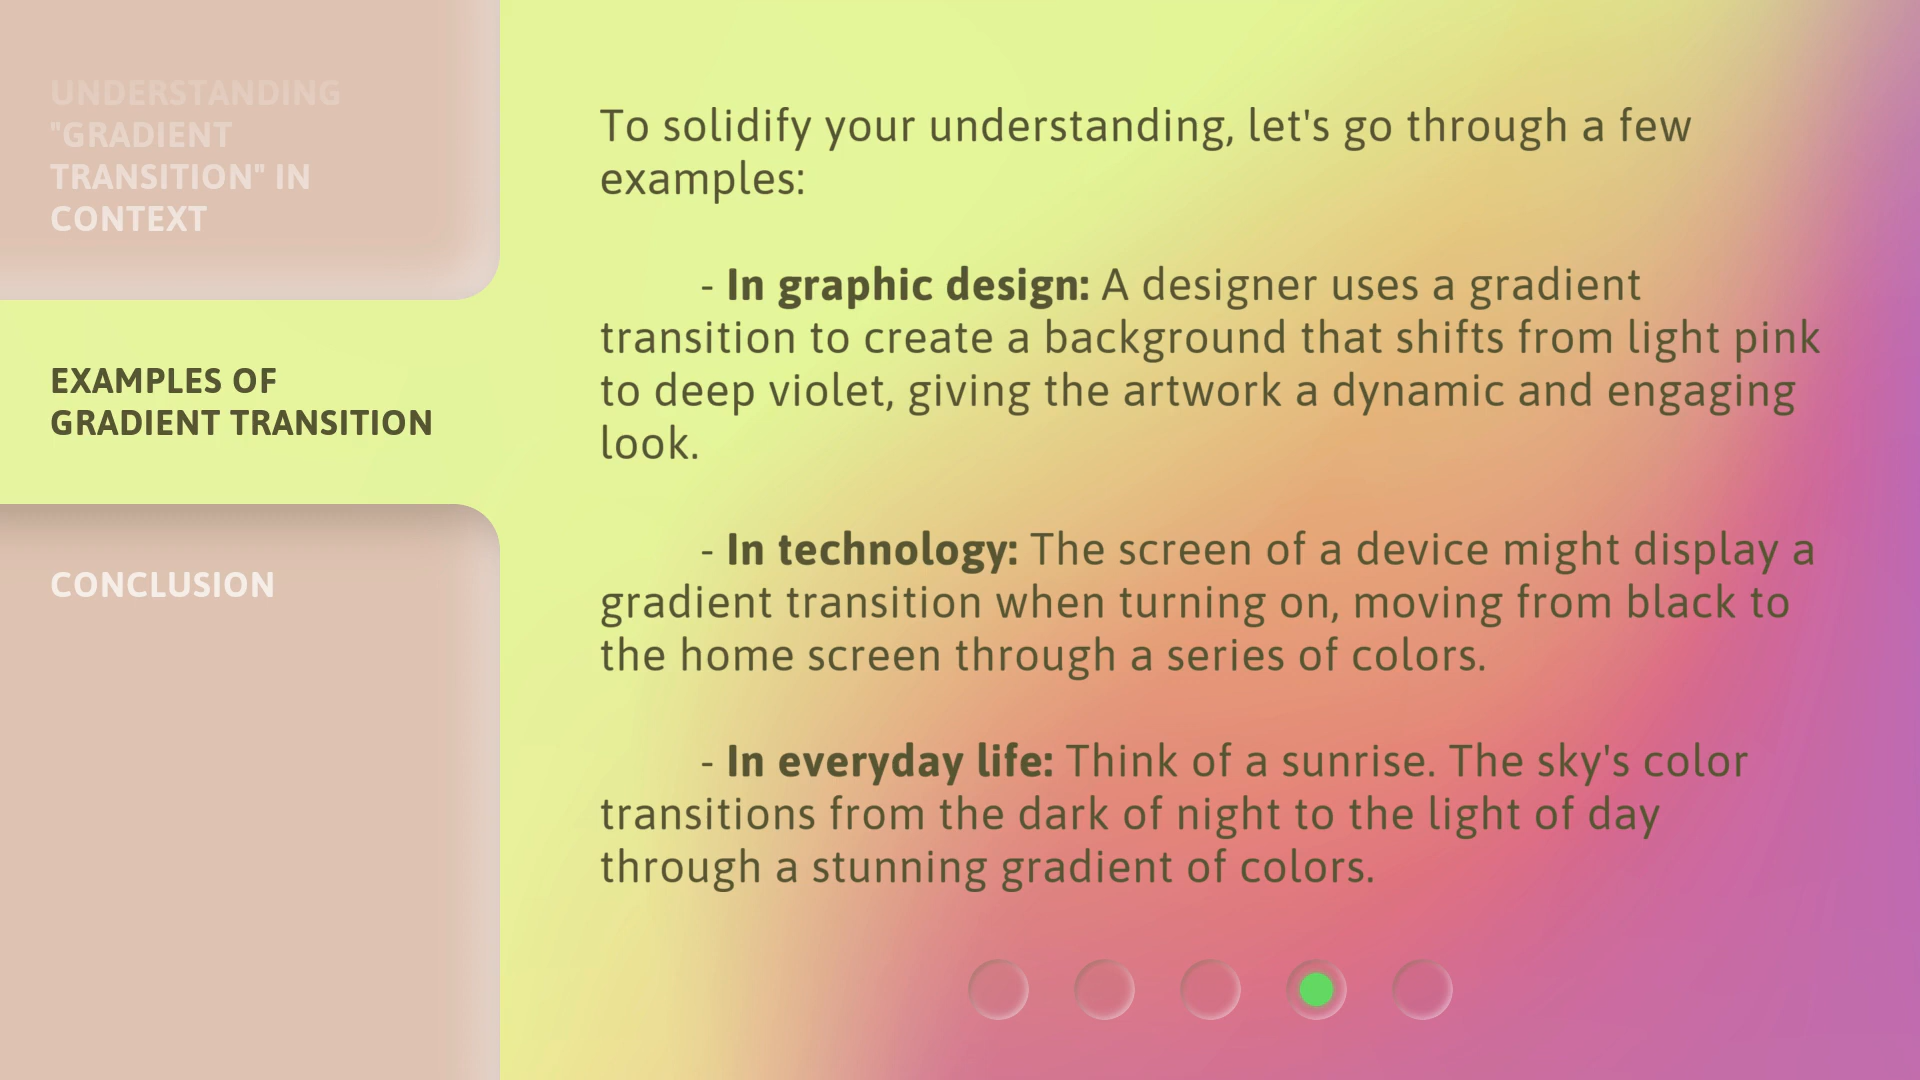 UNDERSTANDING
"GRADIENT
TRANSITION" IN
CONTEXT
EXAMPLES OF
GRADIENT TRANSITION
CONCLUSION
To solidify your understanding, let's go through a few
examples:
- In graphic design: A designer uses a gradient
transition to create a background that shifts from light pink
to deep violet, giving the artwork a dynamic and engaging
look.
- In technology: The screen of a device might display a
gradient transition when turning on, moving from black to
the home screen through a series of colors.
- In everyday life: Think of a sunrise. The sky's color
transitions from the dark of night to the light of day
through a stunning gradient of colors.